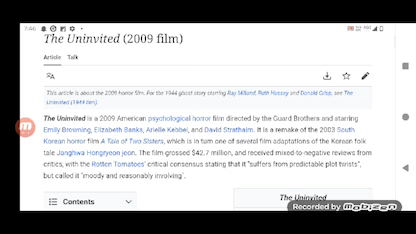 7:46
The Uninvited (2009 film)
Article Talk
This article is about the 2009 horror film. For the 1944 ghost story starring Ray Milland, Ruth Hussey and Donald Crisp, see The
Uninvited (1944 film).
The Uninvited is a 2009 American psychological horror film directed by the Guard Brothers and starring
Emily Browning, Elizabeth Banks, Arielle Kebbel, and David Strathairn. It is a remake of the 2003 South
Korean horror film A Tale of Two Sisters, which is in turn one of several film adaptations of the Korean folk
tale Janghwa Hongryeon jeon. The film grossed $42.7 million, and received mixed-to-negative reviews from
critics, with the Rotten Tomatoes' critical consensus stating that it "suffers from predictable plot twists",
but called it "moody and reasonably involving".
Contents
The Uninvited
Recorded by mobizen